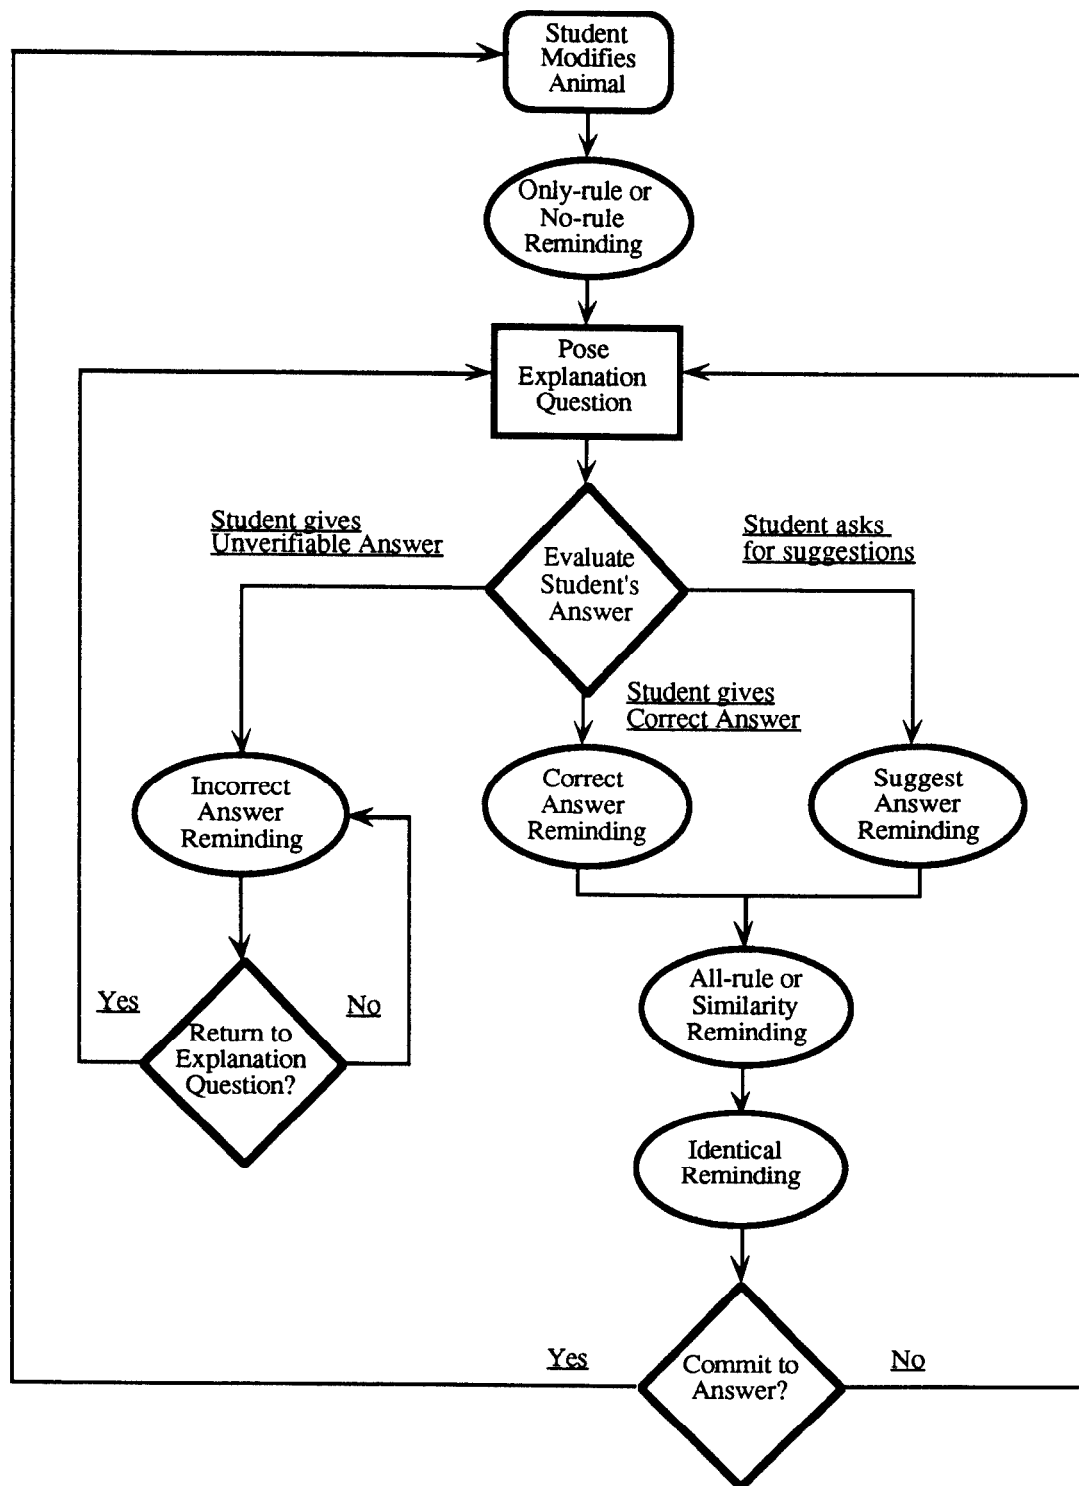 Student
Modifies
Animal
Only-rule or
No-rule
Reminding
Pose
Explanation
Question
Student gives
Unverifiable Answer
Evaluate
Student's
Answer
Student asks
for suggestions
Student gives
Correct Answer
Incorrect
Answer
Reminding
Correct
Answer
Reminding
Suggest
Answer
Reminding
Yes
No
Return to
Explanation
Question?
All-rule or
Similarity
Reminding
Identical
Reminding
Yes
Commit to
Answer?
No